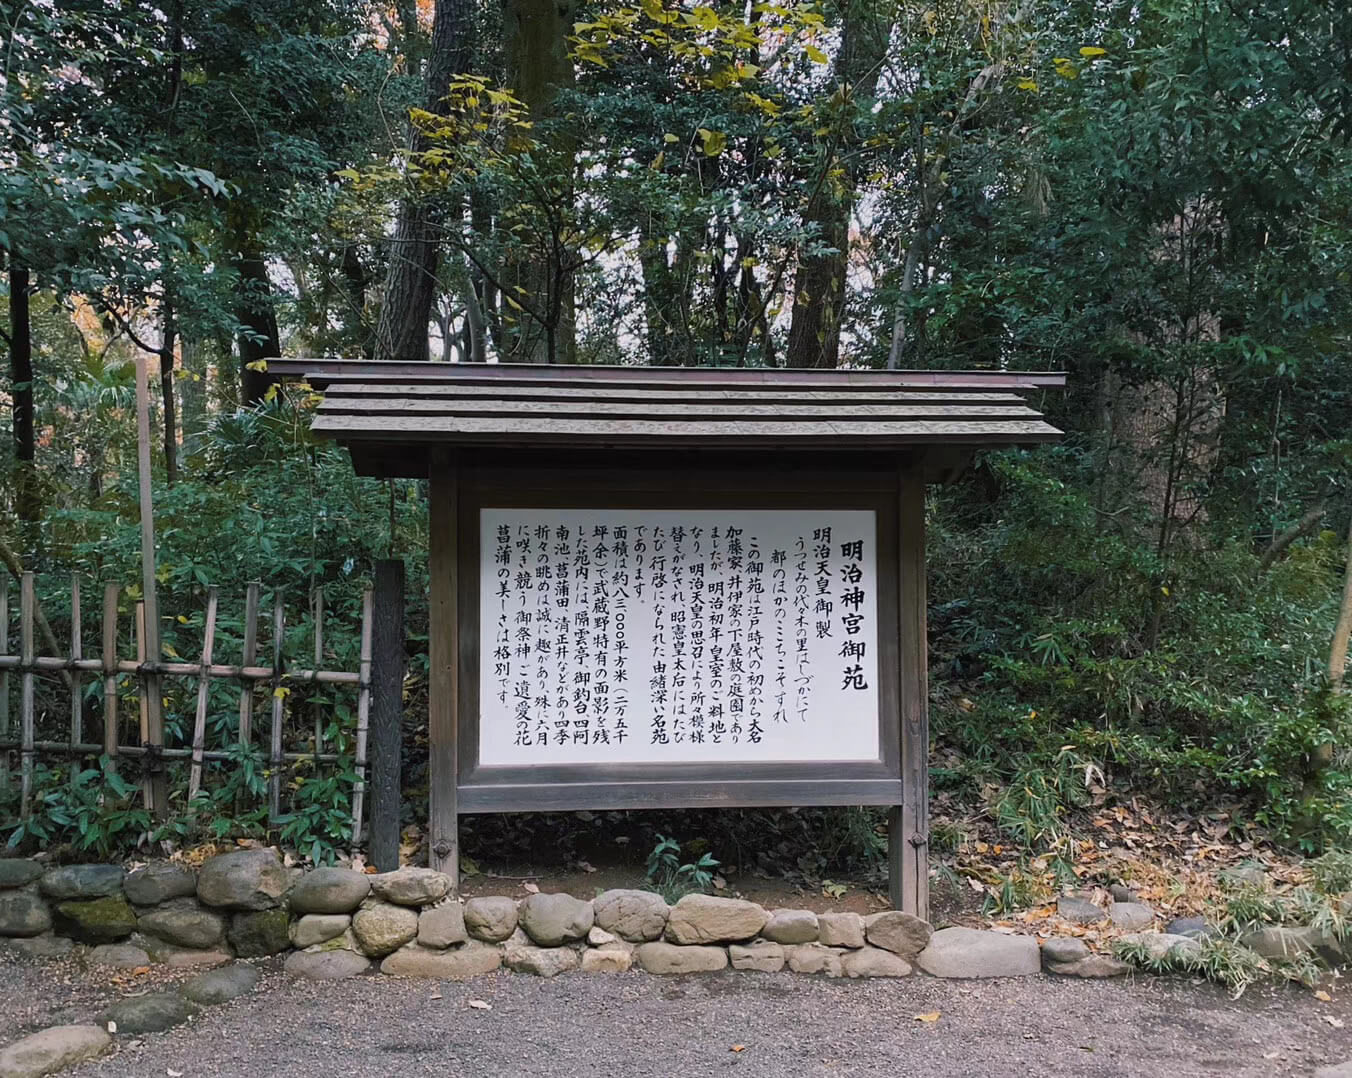 明治神宮御苑
明治天皇御製
うつせみの代々木の里はしづかにて
都のほかのここちこそすれ
この御苑は江戸時代の初めから大名
加藤家、井伊家の下屋敷の庭園であり
ましたが、明治初年皇室のご料地と
なり、明治天皇の思召により所々模様
替えがなされ、昭憲皇太后にはたび
たび行啓になられた由緒深い名苑
であります。
面積は約八三、〇〇〇平方米（二万五千
坪余）で武蔵野特有の面影を残
した苑内には、隔雲亭、御釣台、四阿
南池、菖蒲田、清正井などがあり四季
折々の眺めは誠に趣があり、殊に六月
に咲き競う御祭神ご遺愛の花
菖蒲の美しさは格別です。